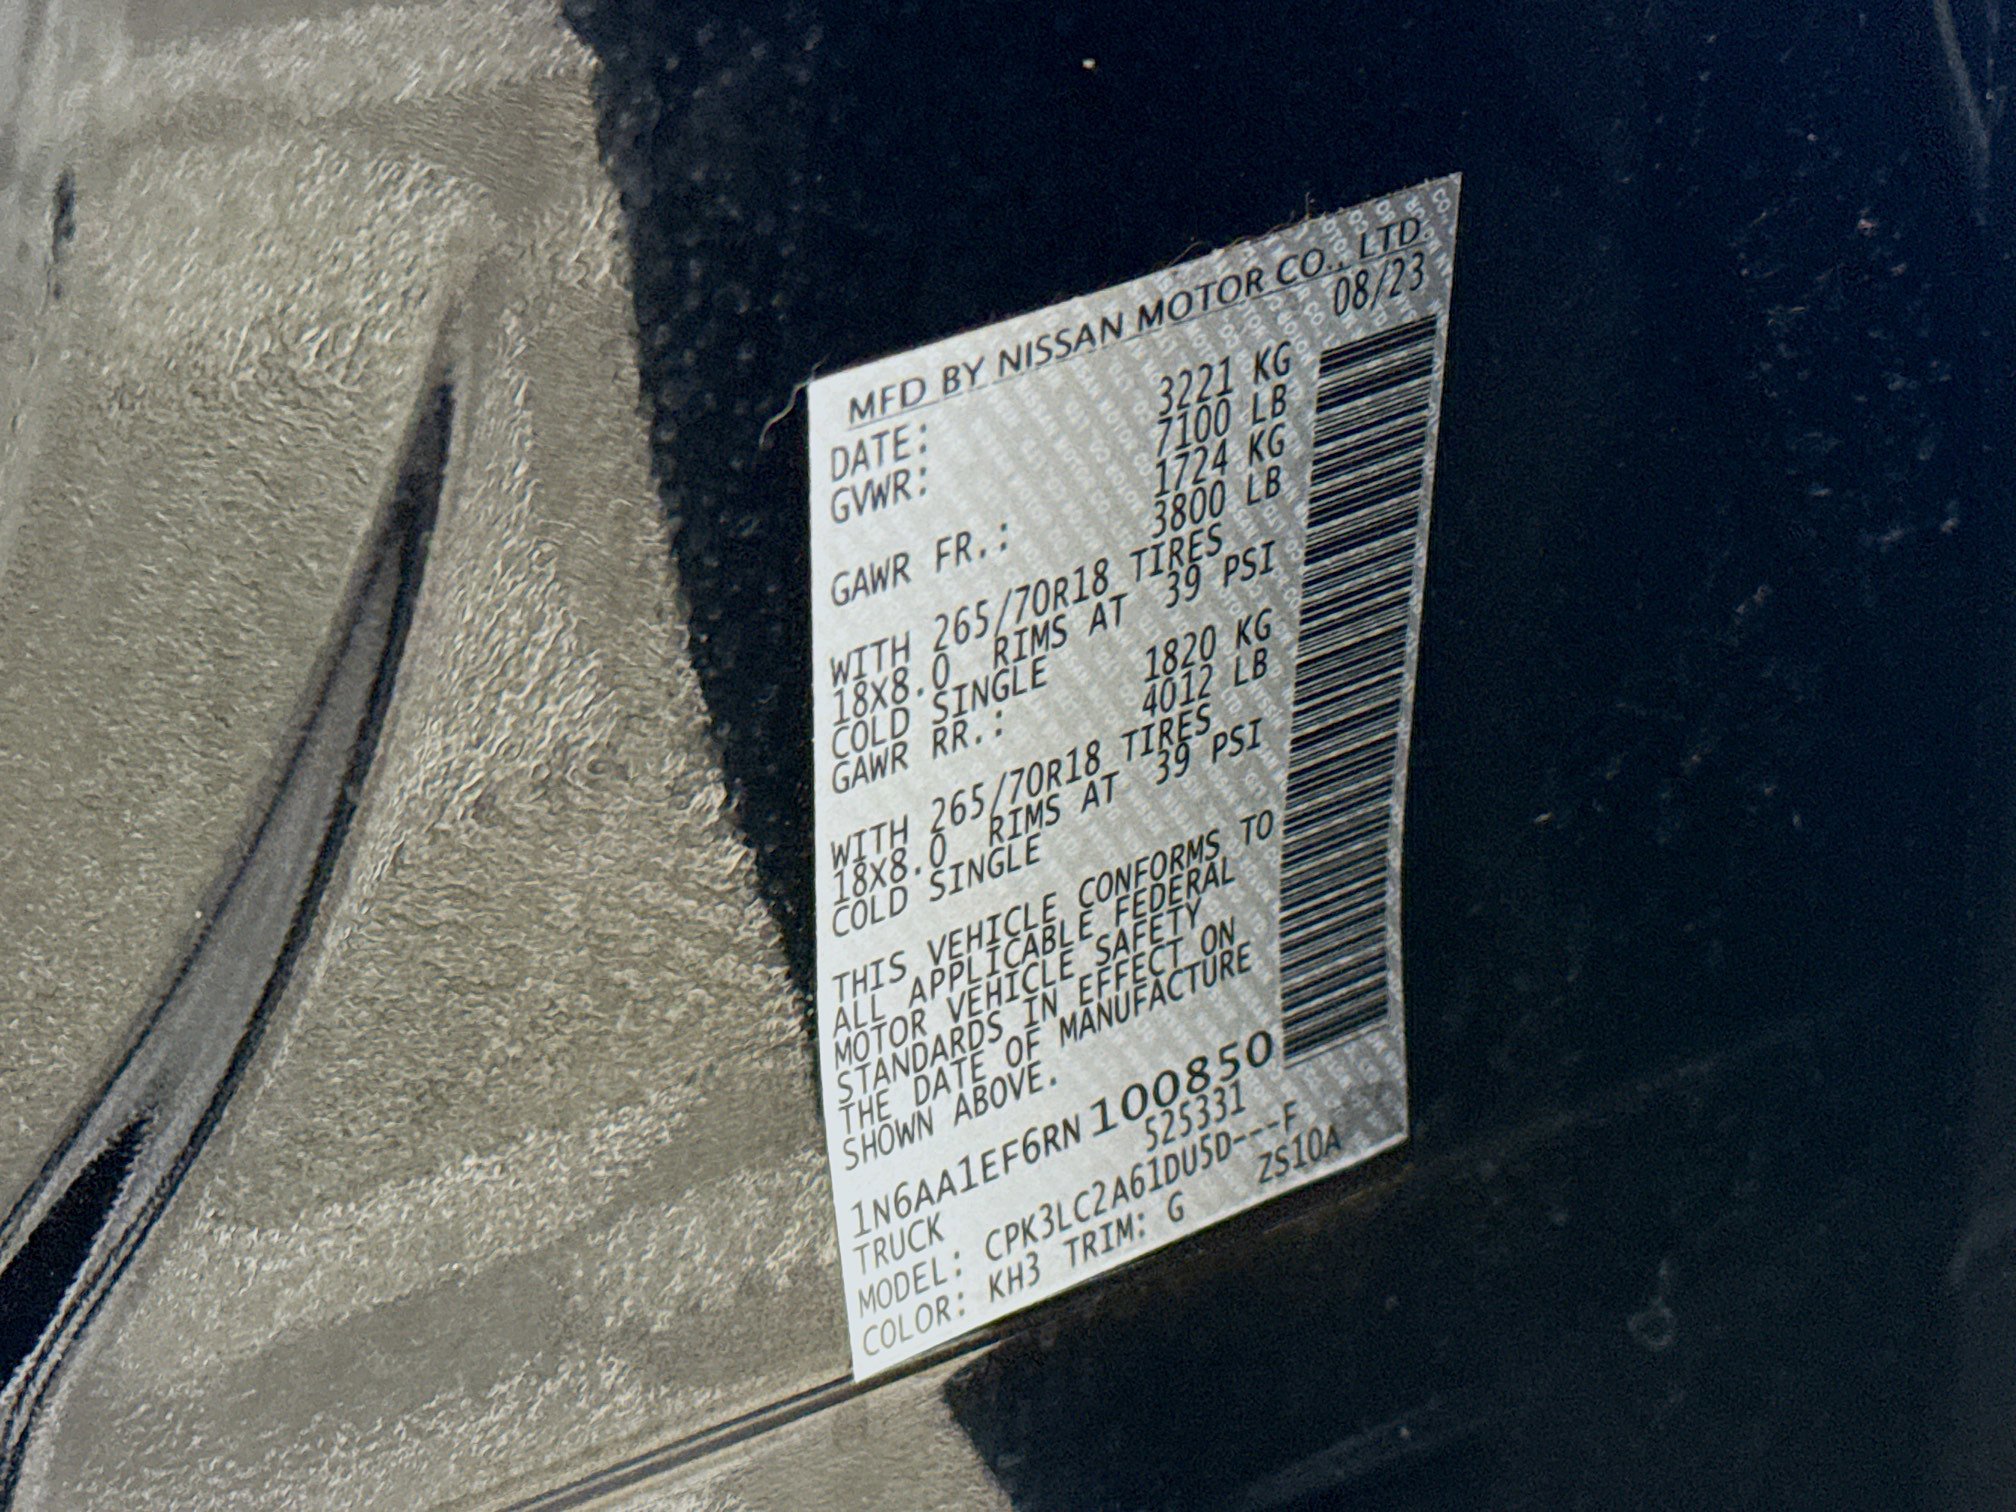 MFD BY NISSAN MOTOR CO., LTD.
DATE: 08/23
GVWR: 3221 KG
7100 LB
GAWR FR.: 1724 KG
3800 LB
WITH 265/70R18 TIRES
18X8.0 RIMS AT 39 PSI
COLD SINGLE
GAWR RR.: 1820 KG
4012 LB
WITH 265/70R18 TIRES
18X8.0 RIMS AT 39 PSI
COLD SINGLE
THIS VEHICLE CONFORMS TO
ALL APPLICABLE FEDERAL
MOTOR VEHICLE SAFETY
STANDARDS IN EFFECT ON
THE DATE OF MANUFACTURE
SHOWN ABOVE.
1N6AA1EF6RN 100850
TRUCK 525331
MODEL: CPK3LC2A61DU5D---F
COLOR: KH3 TRIM: G ZS10A